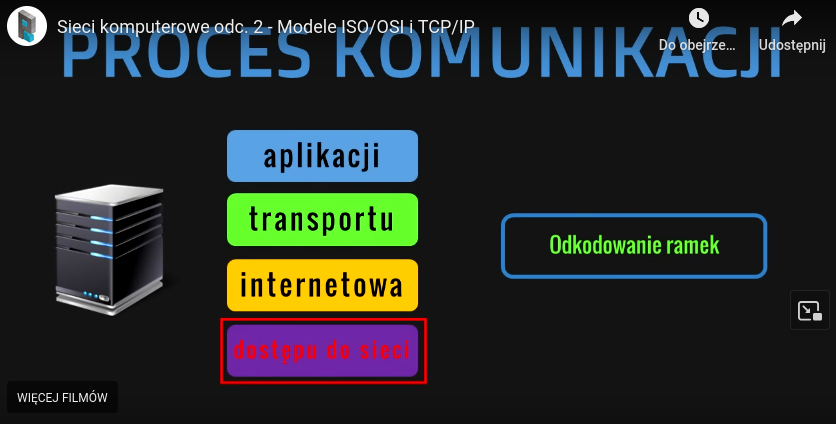 Sieci komputerowe odc. 2 - Modele ISO/OSI i TCP/IP
Do obejrze...
Udostępnij
PROCES KOMUNIKACJI
aplikacji
transportu
internetowa
dostępu do sieci
Odkodowanie ramek
WIĘCEJ FILMÓW